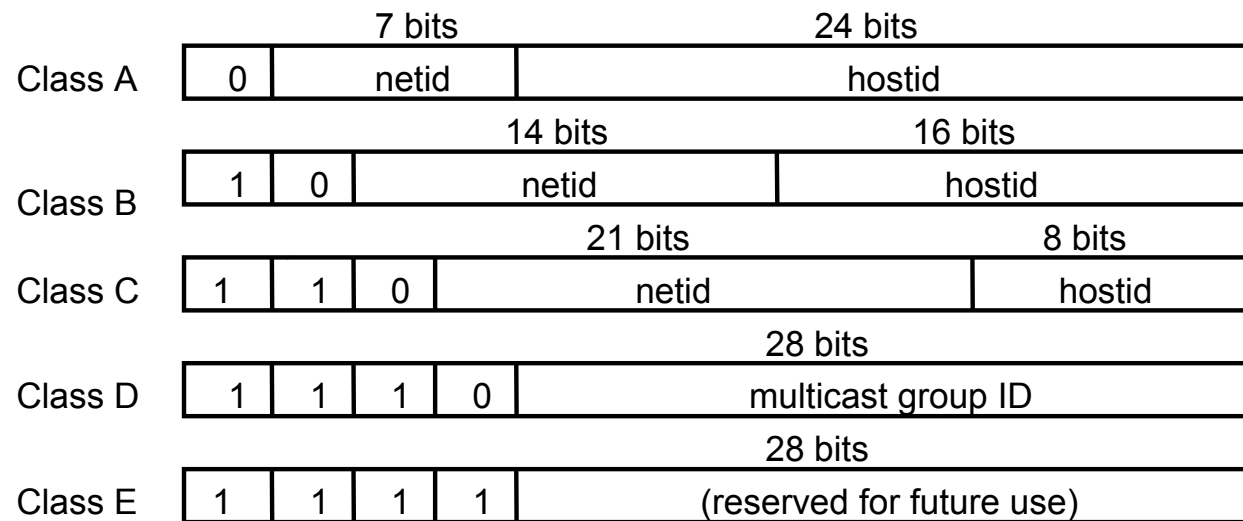 7 bits 24 bits
Class A 0 netid hostid
14 bits 16 bits
Class B 1 0 netid hostid
21 bits 8 bits
Class C 1 1 0 netid hostid
28 bits
Class D 1 1 1 0 multicast group ID
28 bits
Class E 1 1 1 1 (reserved for future use)